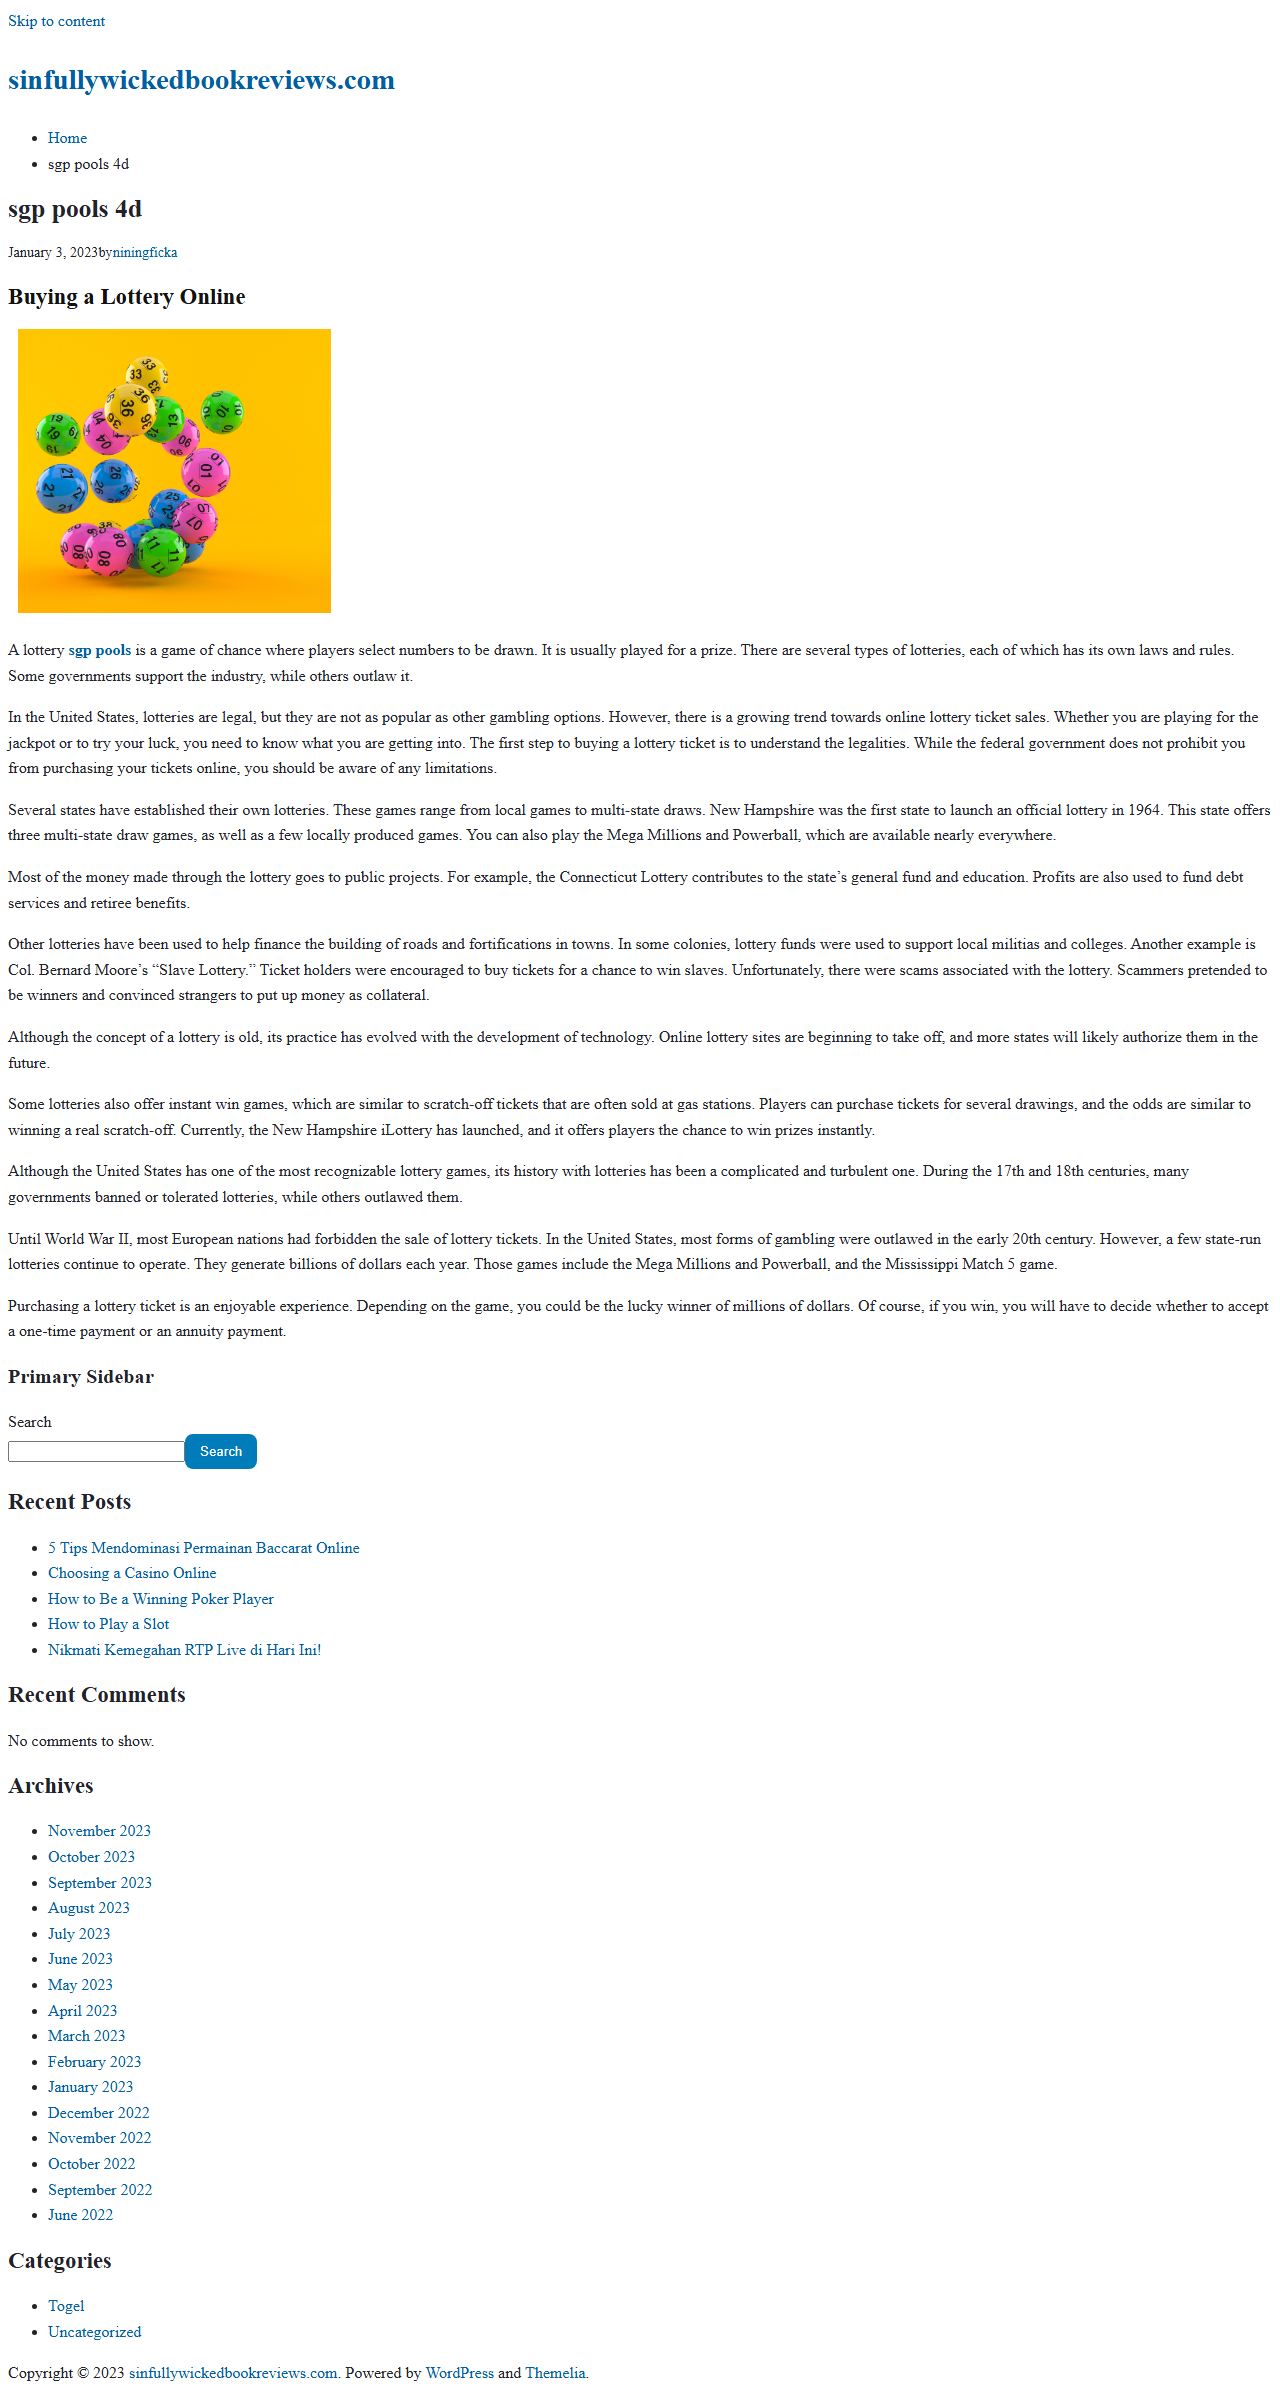 Skip to content
sinfullywickedbookreviews.com
Home
sgp pools 4d
sgp pools 4d
January 3, 2023byniningficka
Buying a Lottery Online
33
33
36
36
19
19
04
04
13
10
10
06
01
21
21
26
25
07
08
08
80
38
11
11
11
A lottery sgp pools is a game of chance where players select numbers to be drawn. It is usually played for a prize. There are several types of lotteries, each of which has its own laws and rules.
Some governments support the industry, while others outlaw it.
In the United States, lotteries are legal, but they are not as popular as other gambling options. However, there is a growing trend towards online lottery ticket sales. Whether you are playing for the
jackpot or to try your luck, you need to know what you are getting into. The first step to buying a lottery ticket is to understand the legalities. While the federal government does not prohibit you
from purchasing your tickets online, you should be aware of any limitations.
Several states have established their own lotteries. These games range from local games to multi-state draws. New Hampshire was the first state to launch an official lottery in 1964. This state offers
three multi-state draw games, as well as a few locally produced games. You can also play the Mega Millions and Powerball, which are available nearly everywhere.
Most of the money made through the lottery goes to public projects. For example, the Connecticut Lottery contributes to the state’s general fund and education. Profits are also used to fund debt
services and retiree benefits.
Other lotteries have been used to help finance the building of roads and fortifications in towns. In some colonies, lottery funds were used to support local militias and colleges. Another example is
Col. Bernard Moore’s “Slave Lottery.” Ticket holders were encouraged to buy tickets for a chance to win slaves. Unfortunately, there were scams associated with the lottery. Scammers pretended to
be winners and convinced strangers to put up money as collateral.
Although the concept of a lottery is old, its practice has evolved with the development of technology. Online lottery sites are beginning to take off, and more states will likely authorize them in the
future.
Some lotteries also offer instant win games, which are similar to scratch-off tickets that are often sold at gas stations. Players can purchase tickets for several drawings, and the odds are similar to
winning a real scratch-off. Currently, the New Hampshire iLottery has launched, and it offers players the chance to win prizes instantly.
Although the United States has one of the most recognizable lottery games, its history with lotteries has been a complicated and turbulent one. During the 17th and 18th centuries, many
governments banned or tolerated lotteries, while others outlawed them.
Until World War II, most European nations had forbidden the sale of lottery tickets. In the United States, most forms of gambling were outlawed in the early 20th century. However, a few state-run
lotteries continue to operate. They generate billions of dollars each year. Those games include the Mega Millions and Powerball, and the Mississippi Match 5 game.
Purchasing a lottery ticket is an enjoyable experience. Depending on the game, you could be the lucky winner of millions of dollars. Of course, if you win, you will have to decide whether to accept
a one-time payment or an annuity payment.
Primary Sidebar
Search
Search
Recent Posts
5 Tips Mendominasi Permainan Baccarat Online
Choosing a Casino Online
How to Be a Winning Poker Player
How to Play a Slot
Nikmati Kemegahan RTP Live di Hari Ini!
Recent Comments
No comments to show.
Archives
November 2023
October 2023
September 2023
August 2023
July 2023
June 2023
May 2023
April 2023
March 2023
February 2023
January 2023
December 2022
November 2022
October 2022
September 2022
June 2022
Categories
Togel
Uncategorized
Copyright © 2023 sinfullywickedbookreviews.com. Powered by WordPress and Themelia.